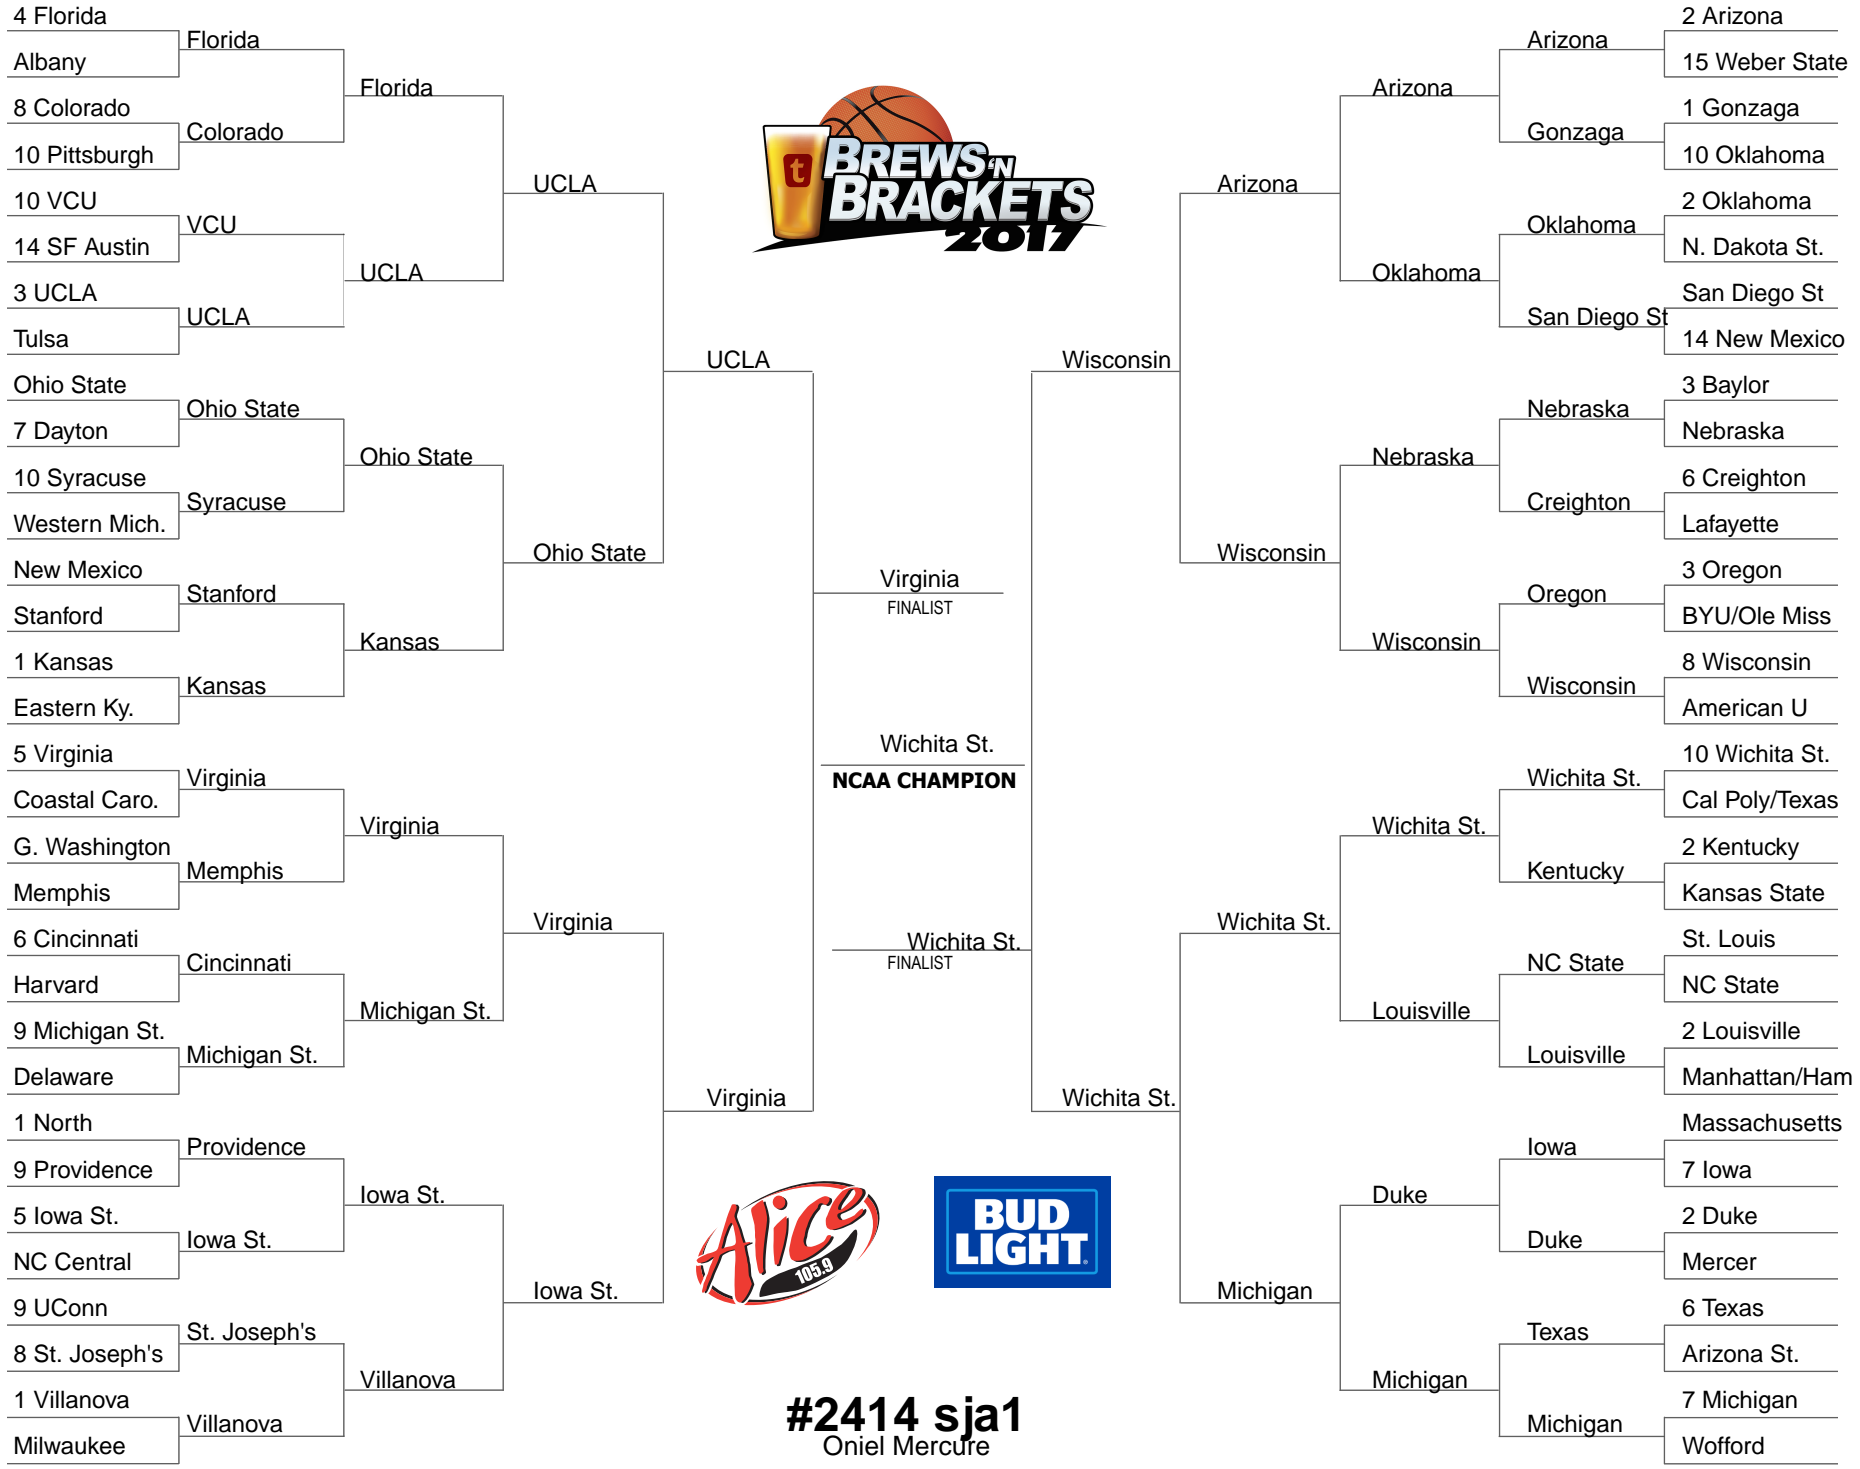 4 Florida
Albany
8 Colorado
10 Pittsburgh
10 VCU
14 SF Austin
3 UCLA
Tulsa
Ohio State
7 Dayton
10 Syracuse
Western Mich.
New Mexico
Stanford
1 Kansas
Eastern Ky.
5 Virginia
Coastal Caro.
G. Washington
Memphis
6 Cincinnati
Harvard
9 Michigan St.
Delaware
1 North
9 Providence
5 Iowa St.
NC Central
9 UConn
8 St. Joseph's
1 Villanova
Milwaukee
Florida
Colorado
VCU
UCLA
Ohio State
Syracuse
Stanford
Kansas
Virginia
Memphis
Cincinnati
Michigan St.
Providence
Iowa St.
St. Joseph's
Villanova
Florida
UCLA
Ohio State
Kansas
Virginia
Michigan St.
Iowa St.
Villanova
UCLA
Ohio State
Virginia
Iowa St.
UCLA
Virginia
t
BREWS 'N
BRACKETS
2017
Virginia
FINALIST
Wichita St.
NCAA CHAMPION
Wichita St.
FINALIST
Alice
105.9
BUD
LIGHT
#2414 sja1
Oniel Mercure
Wisconsin
Wichita St.
Arizona
Wisconsin
Wichita St.
Michigan
Arizona
Oklahoma
Nebraska
Wisconsin
Wichita St.
Louisville
Duke
Michigan
Arizona
Gonzaga
Oklahoma
San Diego St
Nebraska
Creighton
Oregon
Wisconsin
Wichita St.
Kentucky
NC State
Louisville
Iowa
Duke
Texas
Michigan
2 Arizona
15 Weber State
1 Gonzaga
10 Oklahoma
2 Oklahoma
N. Dakota St.
San Diego St
14 New Mexico
3 Baylor
Nebraska
6 Creighton
Lafayette
3 Oregon
BYU/Ole Miss
8 Wisconsin
American U
10 Wichita St.
Cal Poly/Texas
2 Kentucky
Kansas State
St. Louis
NC State
2 Louisville
Manhattan/Ham
Massachusetts
7 Iowa
2 Duke
Mercer
6 Texas
Arizona St.
7 Michigan
Wofford